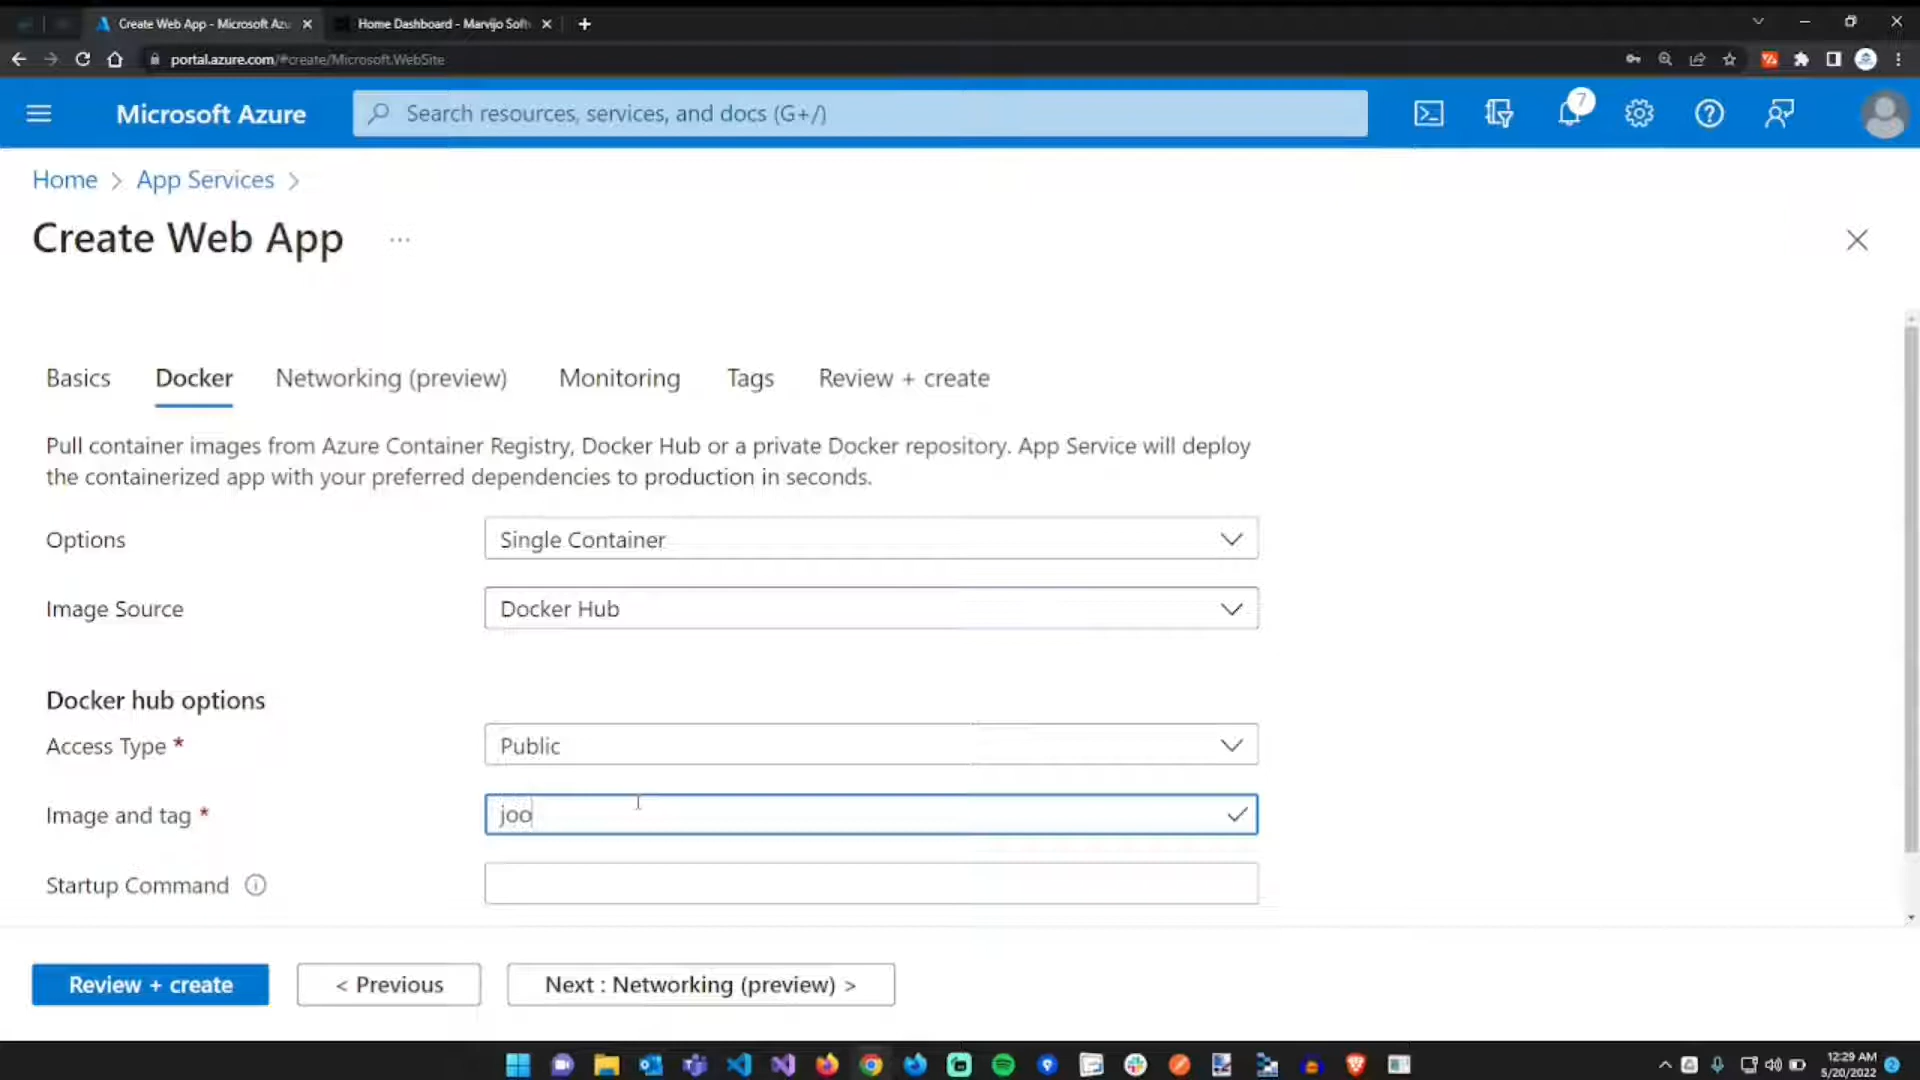 Create Web App - Microsoft Azu
Home Dashboard - Marvijo Soft
portal.azure.com/#create/Microsoft.WebSite
Microsoft Azure
Search resources, services, and docs (G+/)
7
Home > App Services >
Create Web App ...
Basics
Docker
Networking (preview)
Monitoring
Tags
Review + create
Pull container images from Azure Container Registry, Docker Hub or a private Docker repository. App Service will deploy
the containerized app with your preferred dependencies to production in seconds.
Options
Single Container
Image Source
Docker Hub
Docker hub options
Access Type *
Public
Image and tag *
joo
Startup Command
Review + create
< Previous
Next : Networking (preview) >
12:29 AM
5/20/2022
2